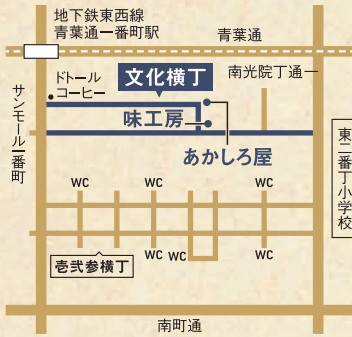 地下鉄東西線
青葉通一番町駅
青葉通
ドトール
コーヒー
文化横丁
南光院丁通
サンモール一番町
味工房
あかしろ屋
東二番丁小学校
WC
WC
WC
壱弐参横丁
WC
WC
WC
南町通